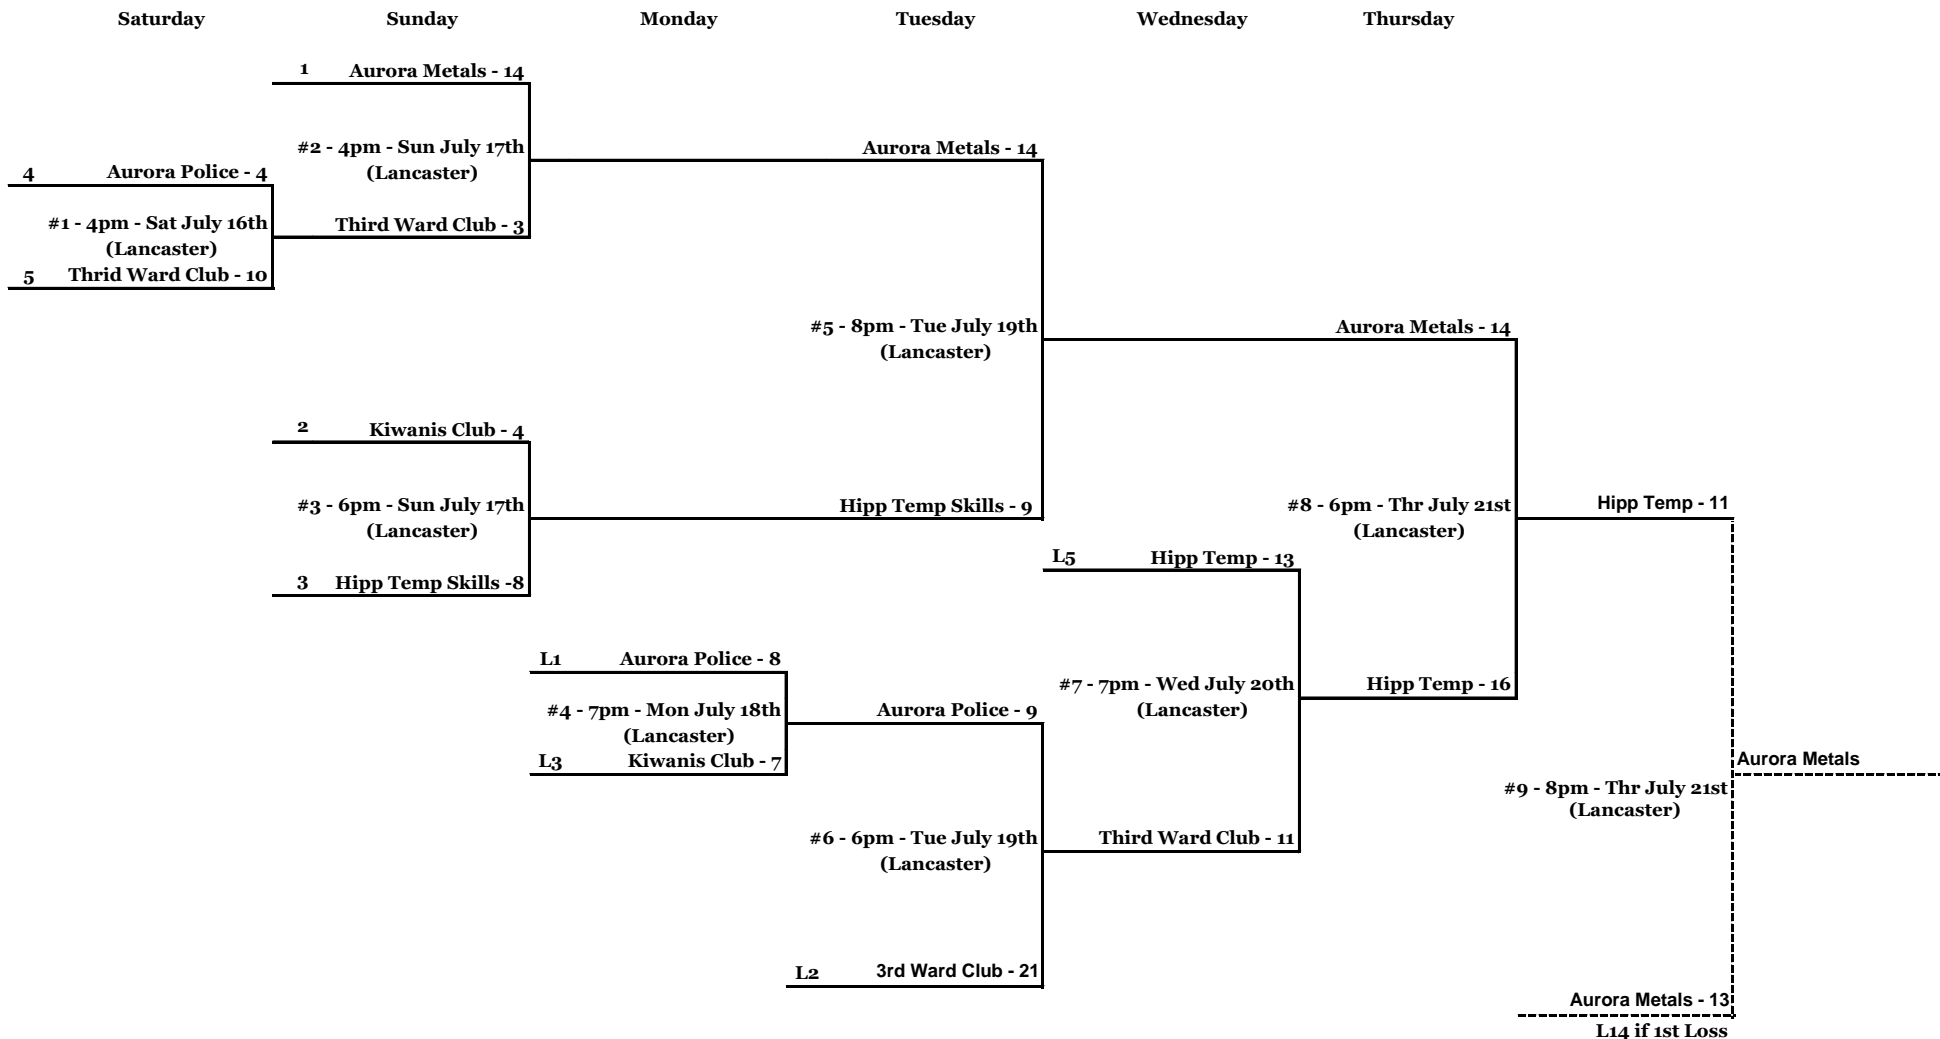 Saturday Sunday Monday Tuesday Wednesday Thursday
1 Aurora Metals - 14
#2 - 4pm - Sun July 17th
(Lancaster)
Aurora Metals - 14
4 Aurora Police - 4
#1 - 4pm - Sat July 16th
(Lancaster)
Third Ward Club - 3
5 Thrid Ward Club - 10
#5 - 8pm - Tue July 19th
(Lancaster)
Aurora Metals - 14
2 Kiwanis Club - 4
#3 - 6pm - Sun July 17th
(Lancaster)
Hipp Temp Skills - 9
#8 - 6pm - Thr July 21st
(Lancaster)
Hipp Temp - 11
L5 Hipp Temp - 13
3 Hipp Temp Skills -8
L1 Aurora Police - 8
#4 - 7pm - Mon July 18th
(Lancaster)
Aurora Police - 9
#7 - 7pm - Wed July 20th
(Lancaster)
Hipp Temp - 16
L3 Kiwanis Club - 7
Aurora Metals
#9 - 8pm - Thr July 21st
(Lancaster)
#6 - 6pm - Tue July 19th
(Lancaster)
Third Ward Club - 11
L2 3rd Ward Club - 21
Aurora Metals - 13
L14 if 1st Loss